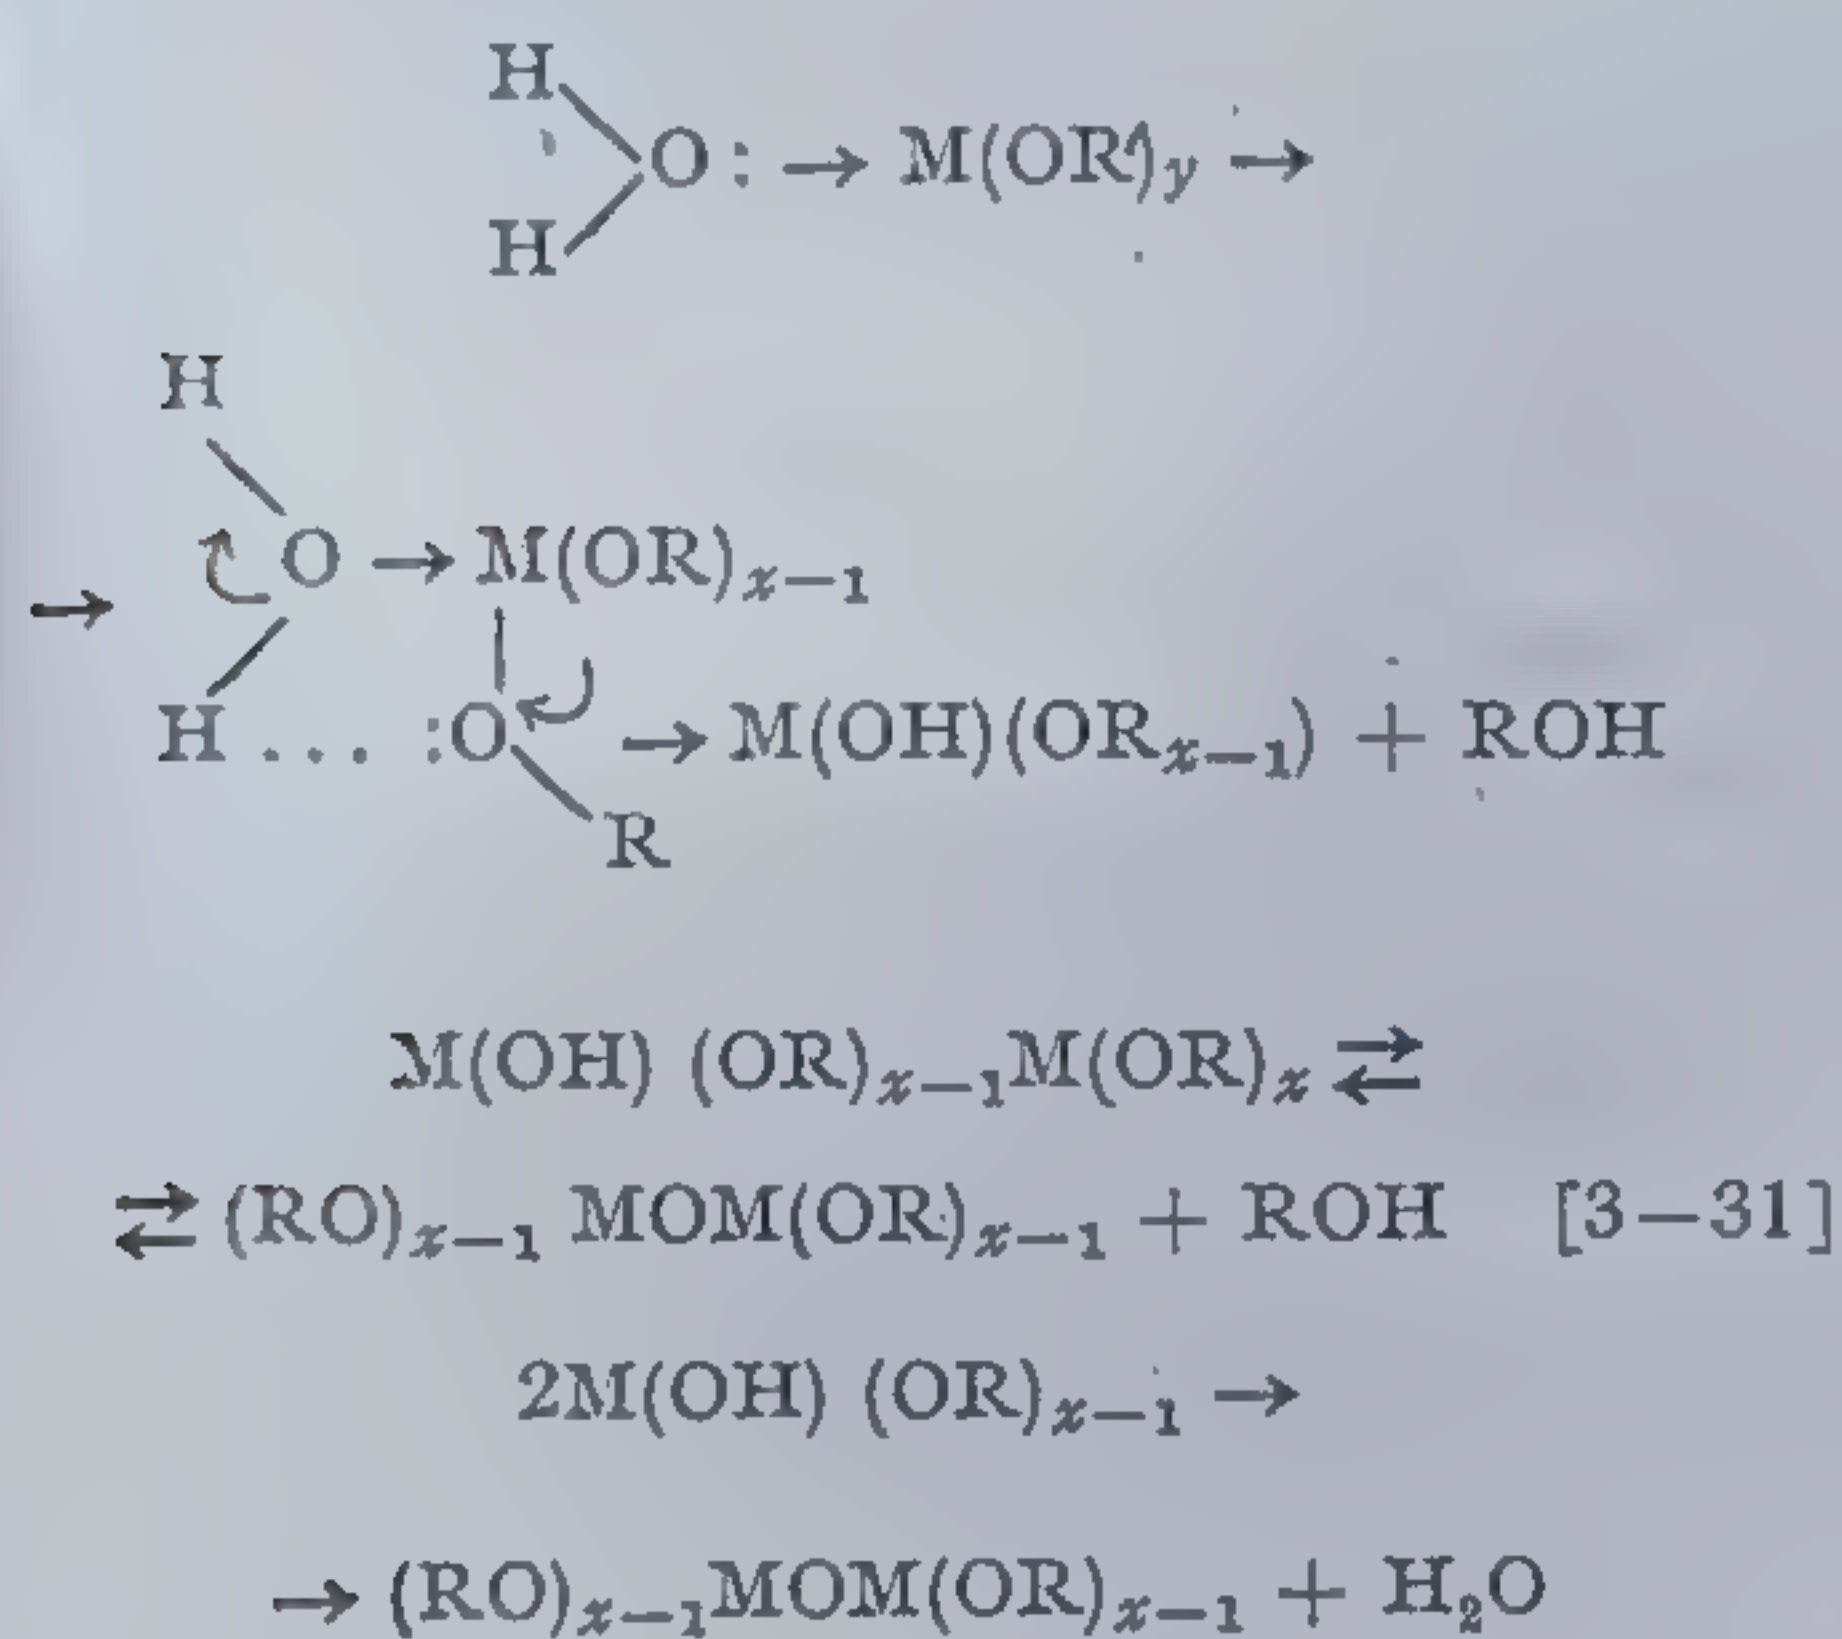 H
O : → M(OR)y →
H
H
→ O → M(OR)x−1
H . . . :O → M(OH)(ORx−1) + ROH
R
M(OH) (OR)x−1M(OR)x ⇄
⇄ (RO)x−1 MOM(OR)x−1 + ROH [3−31]
2M(OH) (OR)x−1 →
→ (RO)x−1MOM(OR)x−1 + H₂O